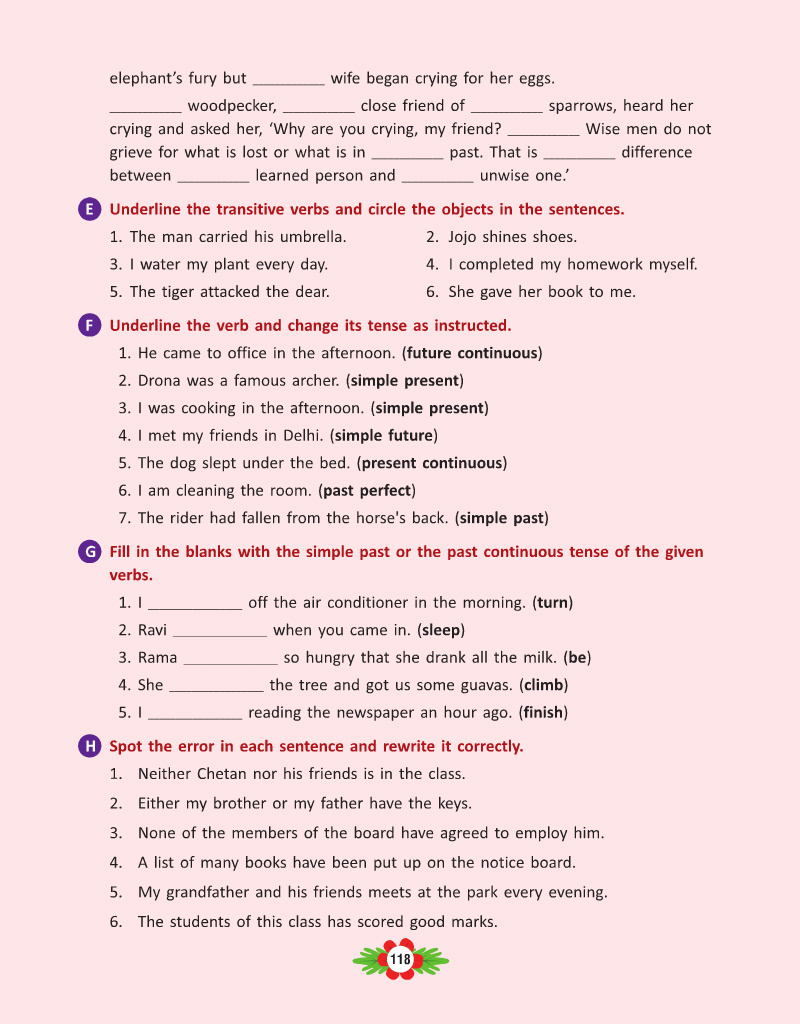 elephant’s fury but _________ wife began crying for her eggs.
_________ woodpecker, _________ close friend of _________ sparrows, heard her
crying and asked her, ‘Why are you crying, my friend? _________ Wise men do not
grieve for what is lost or what is in _________ past. That is _________ difference
between _________ learned person and _________ unwise one.’
E Underline the transitive verbs and circle the objects in the sentences.
1. The man carried his umbrella. 2. Jojo shines shoes.
3. I water my plant every day. 4. I completed my homework myself.
5. The tiger attacked the dear. 6. She gave her book to me.
F Underline the verb and change its tense as instructed.
1. He came to office in the afternoon. (future continuous)
2. Drona was a famous archer. (simple present)
3. I was cooking in the afternoon. (simple present)
4. I met my friends in Delhi. (simple future)
5. The dog slept under the bed. (present continuous)
6. I am cleaning the room. (past perfect)
7. The rider had fallen from the horse's back. (simple past)
G Fill in the blanks with the simple past or the past continuous tense of the given
verbs.
1. I ____________ off the air conditioner in the morning. (turn)
2. Ravi ____________ when you came in. (sleep)
3. Rama ____________ so hungry that she drank all the milk. (be)
4. She ____________ the tree and got us some guavas. (climb)
5. I ____________ reading the newspaper an hour ago. (finish)
H Spot the error in each sentence and rewrite it correctly.
1. Neither Chetan nor his friends is in the class.
2. Either my brother or my father have the keys.
3. None of the members of the board have agreed to employ him.
4. A list of many books have been put up on the notice board.
5. My grandfather and his friends meets at the park every evening.
6. The students of this class has scored good marks.
118